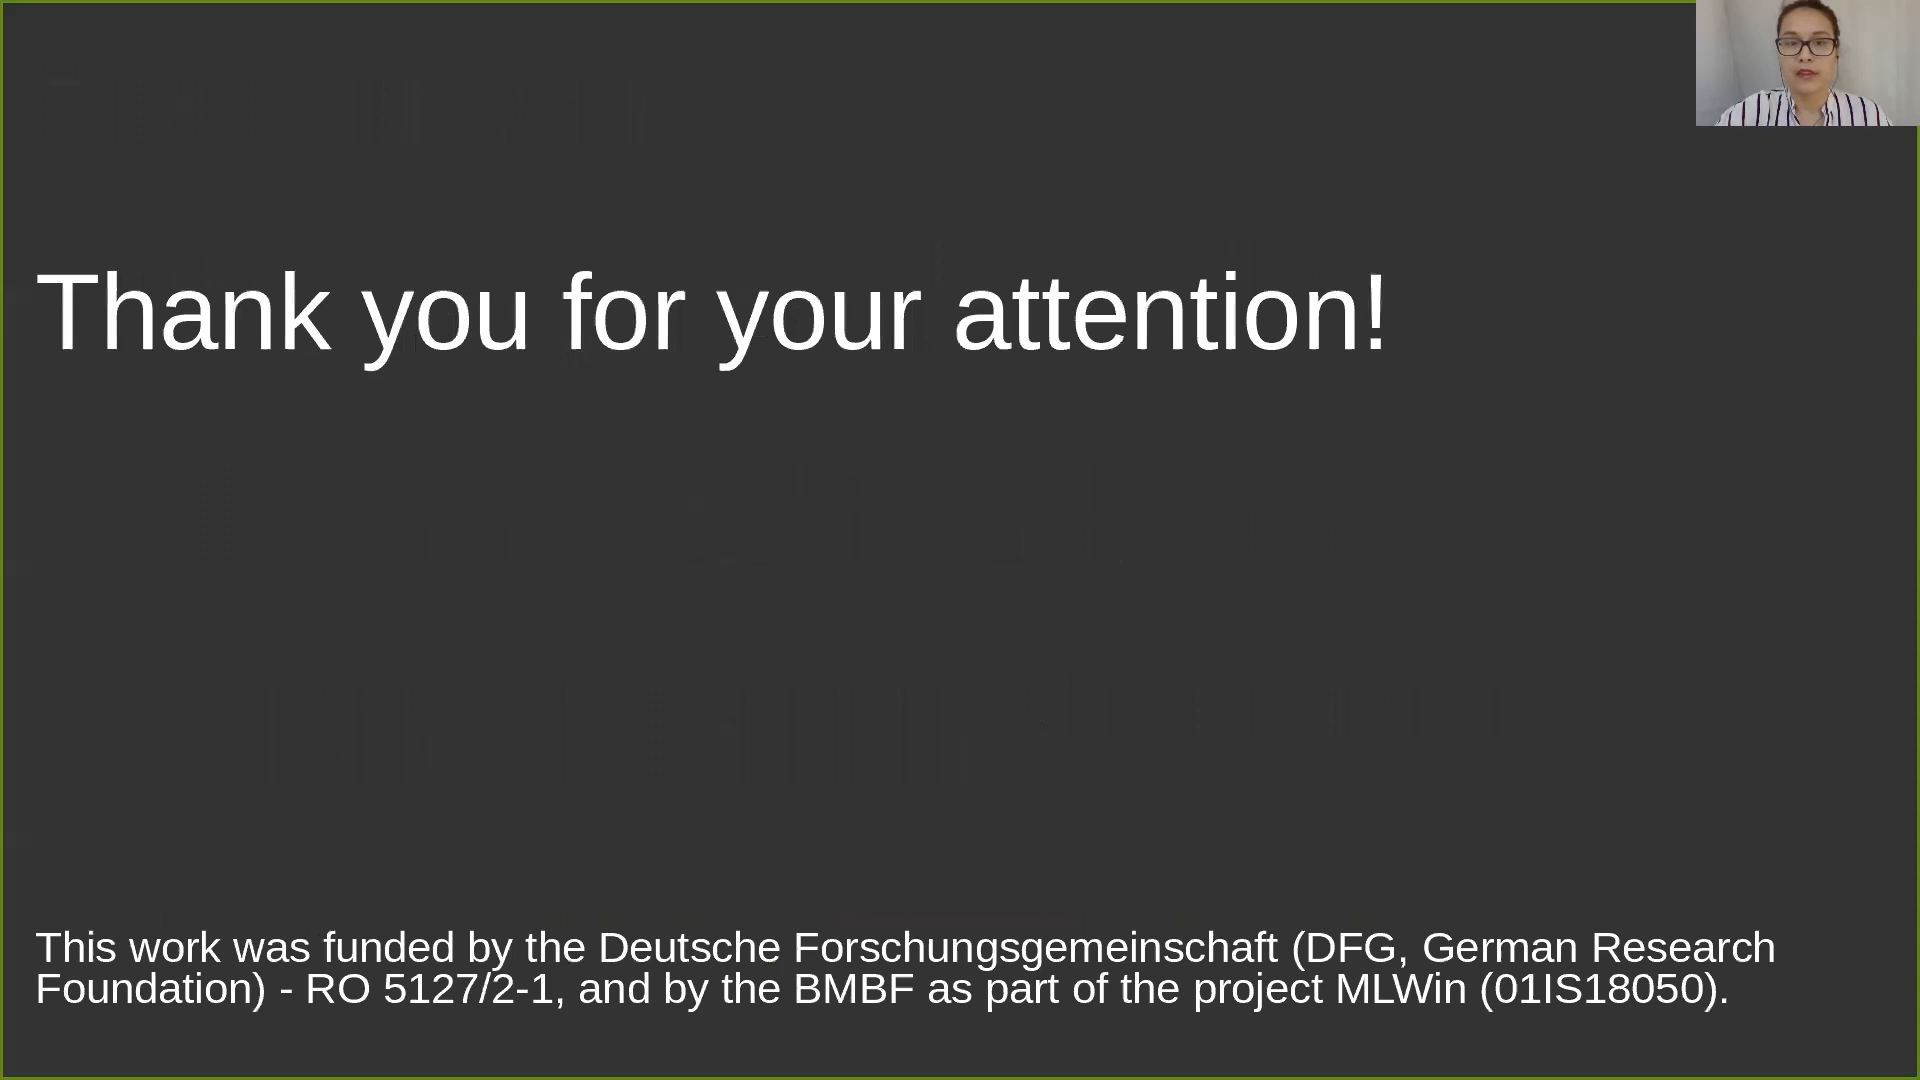 Thank you for your attention!
This work was funded by the Deutsche Forschungsgemeinschaft (DFG, German Research
Foundation) - RO 5127/2-1, and by the BMBF as part of the project MLWin (01IS18050).